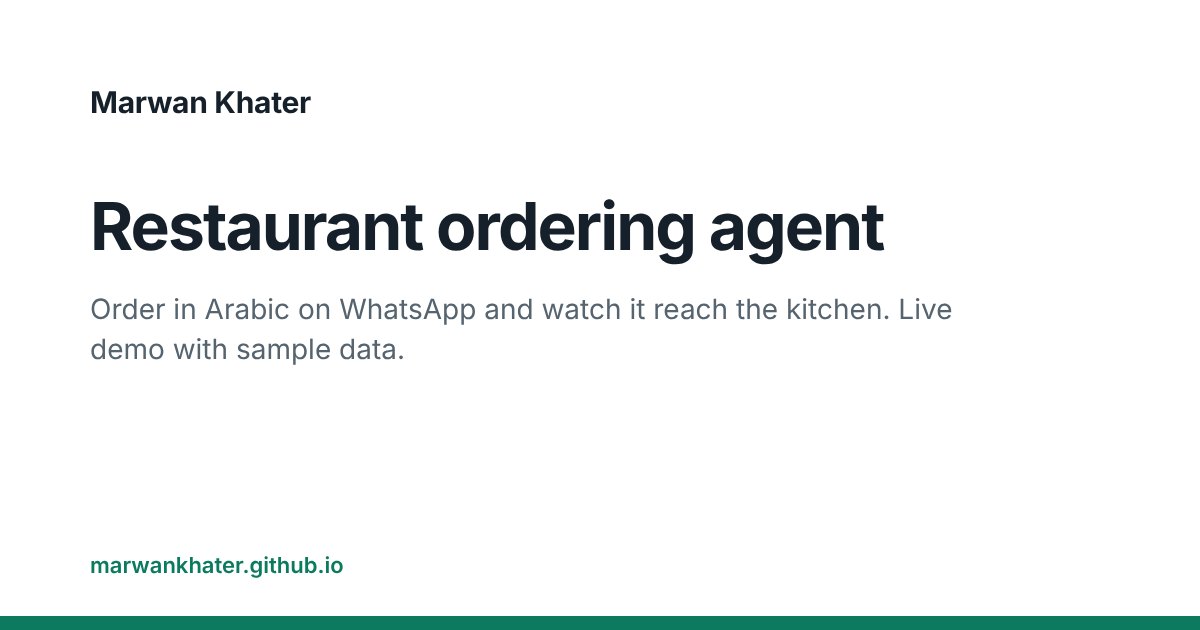 Marwan Khater
Restaurant ordering agent
Order in Arabic on WhatsApp and watch it reach the kitchen. Live
demo with sample data.
marwankhater.github.io